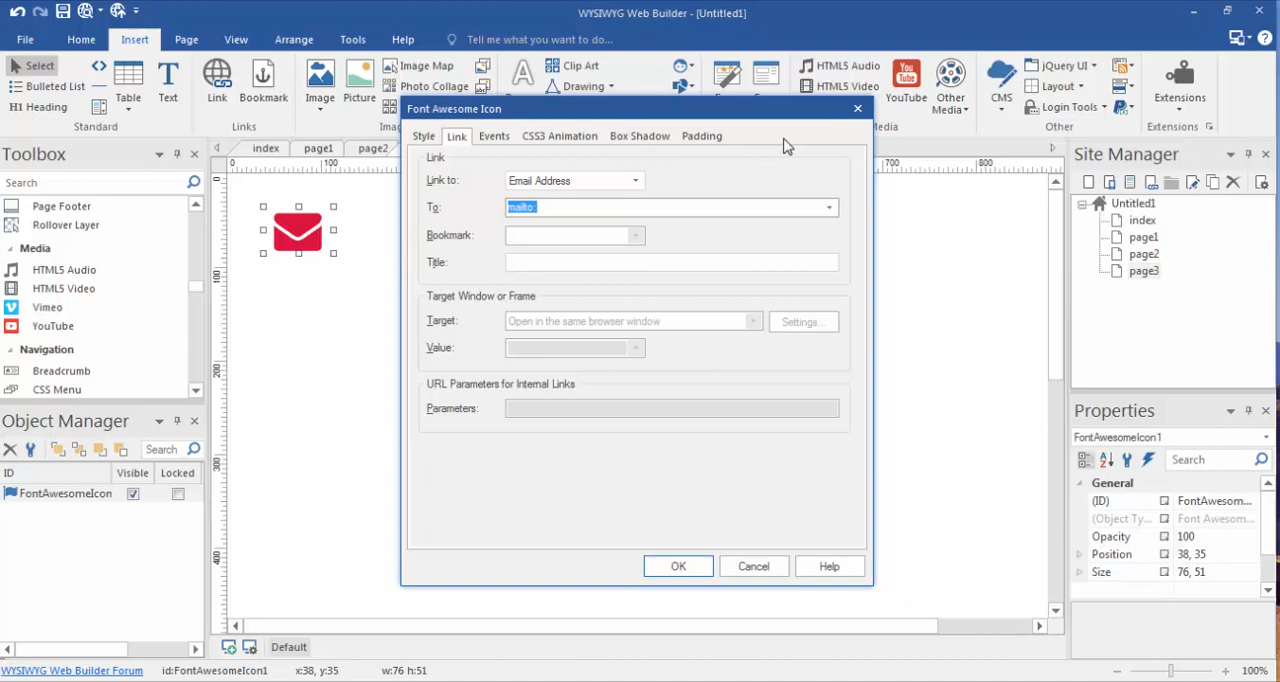 WYSIWYG Web Builder - [Untitled1]
File Home Insert Page View Arrange Tools Help Tell me what you want to do...
Select
Bulleted List
H1 Heading
Table
Text
Standard
Link
Bookmark
Links
Image
Picture
Image Map
Photo Collage
Clip Art
Drawing
HTML5 Audio
HTML5 Video
YouTube
Other Media
CMS
jQuery UI
Layout
Login Tools
Other
Extensions
Extensions
Toolbox
Search
Page Footer
Rollover Layer
Media
HTML5 Audio
HTML5 Video
Vimeo
YouTube
Navigation
Breadcrumb
CSS Menu
Object Manager
Search
ID Visible Locked
FontAwesomeIcon
index page1 page2
0 100 700 800
0
100
200
300
400
Font Awesome Icon
Style Link Events CSS3 Animation Box Shadow Padding
Link
Link to: Email Address
To: mailto:
Bookmark:
Title:
Target Window or Frame
Target: Open in the same browser window Settings...
Value:
URL Parameters for Internal Links
Parameters:
OK Cancel Help
Site Manager
Untitled1
index
page1
page2
page3
Properties
FontAwesomeIcon1
Search
General
(ID) FontAwesom...
(Object Ty... Font Awesom...
Opacity 100
Position 38, 35
Size 76, 51
Default
WYSIWYG Web Builder Forum id:FontAwesomeIcon1 x:38, y:35 w:76 h:51 100%